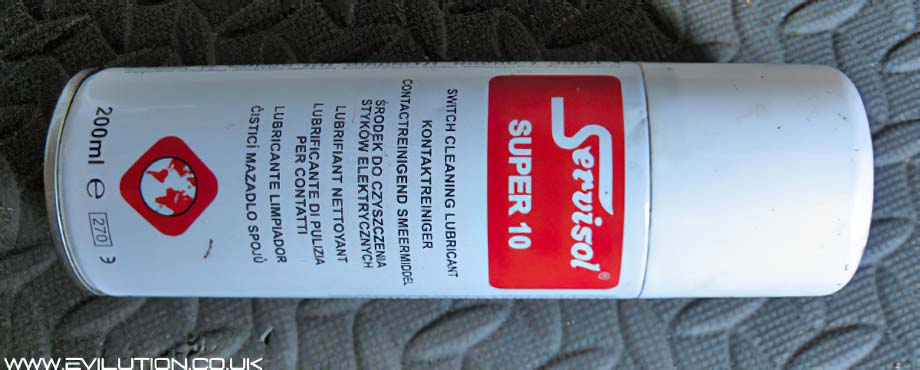 Servisol®
SUPER 10
SWITCH CLEANING LUBRICANT
KONTAKTREINIGER
CONTACTREINIGEND SMEERMIDDEL
ŚRODEK DO CZYSZCZENIA
STYKÓW ELEKTRYCZNYCH
LUBRIFIANT NETTOYANT
LUBRIFICANTE DI PULIZIA
PER CONTATTI
LUBRICANTE LIMPIADOR
ČISTICÍ MAZADLO SPOJŮ
200ml ℮ 270 3
WWW.EVILUTION.CO.UK